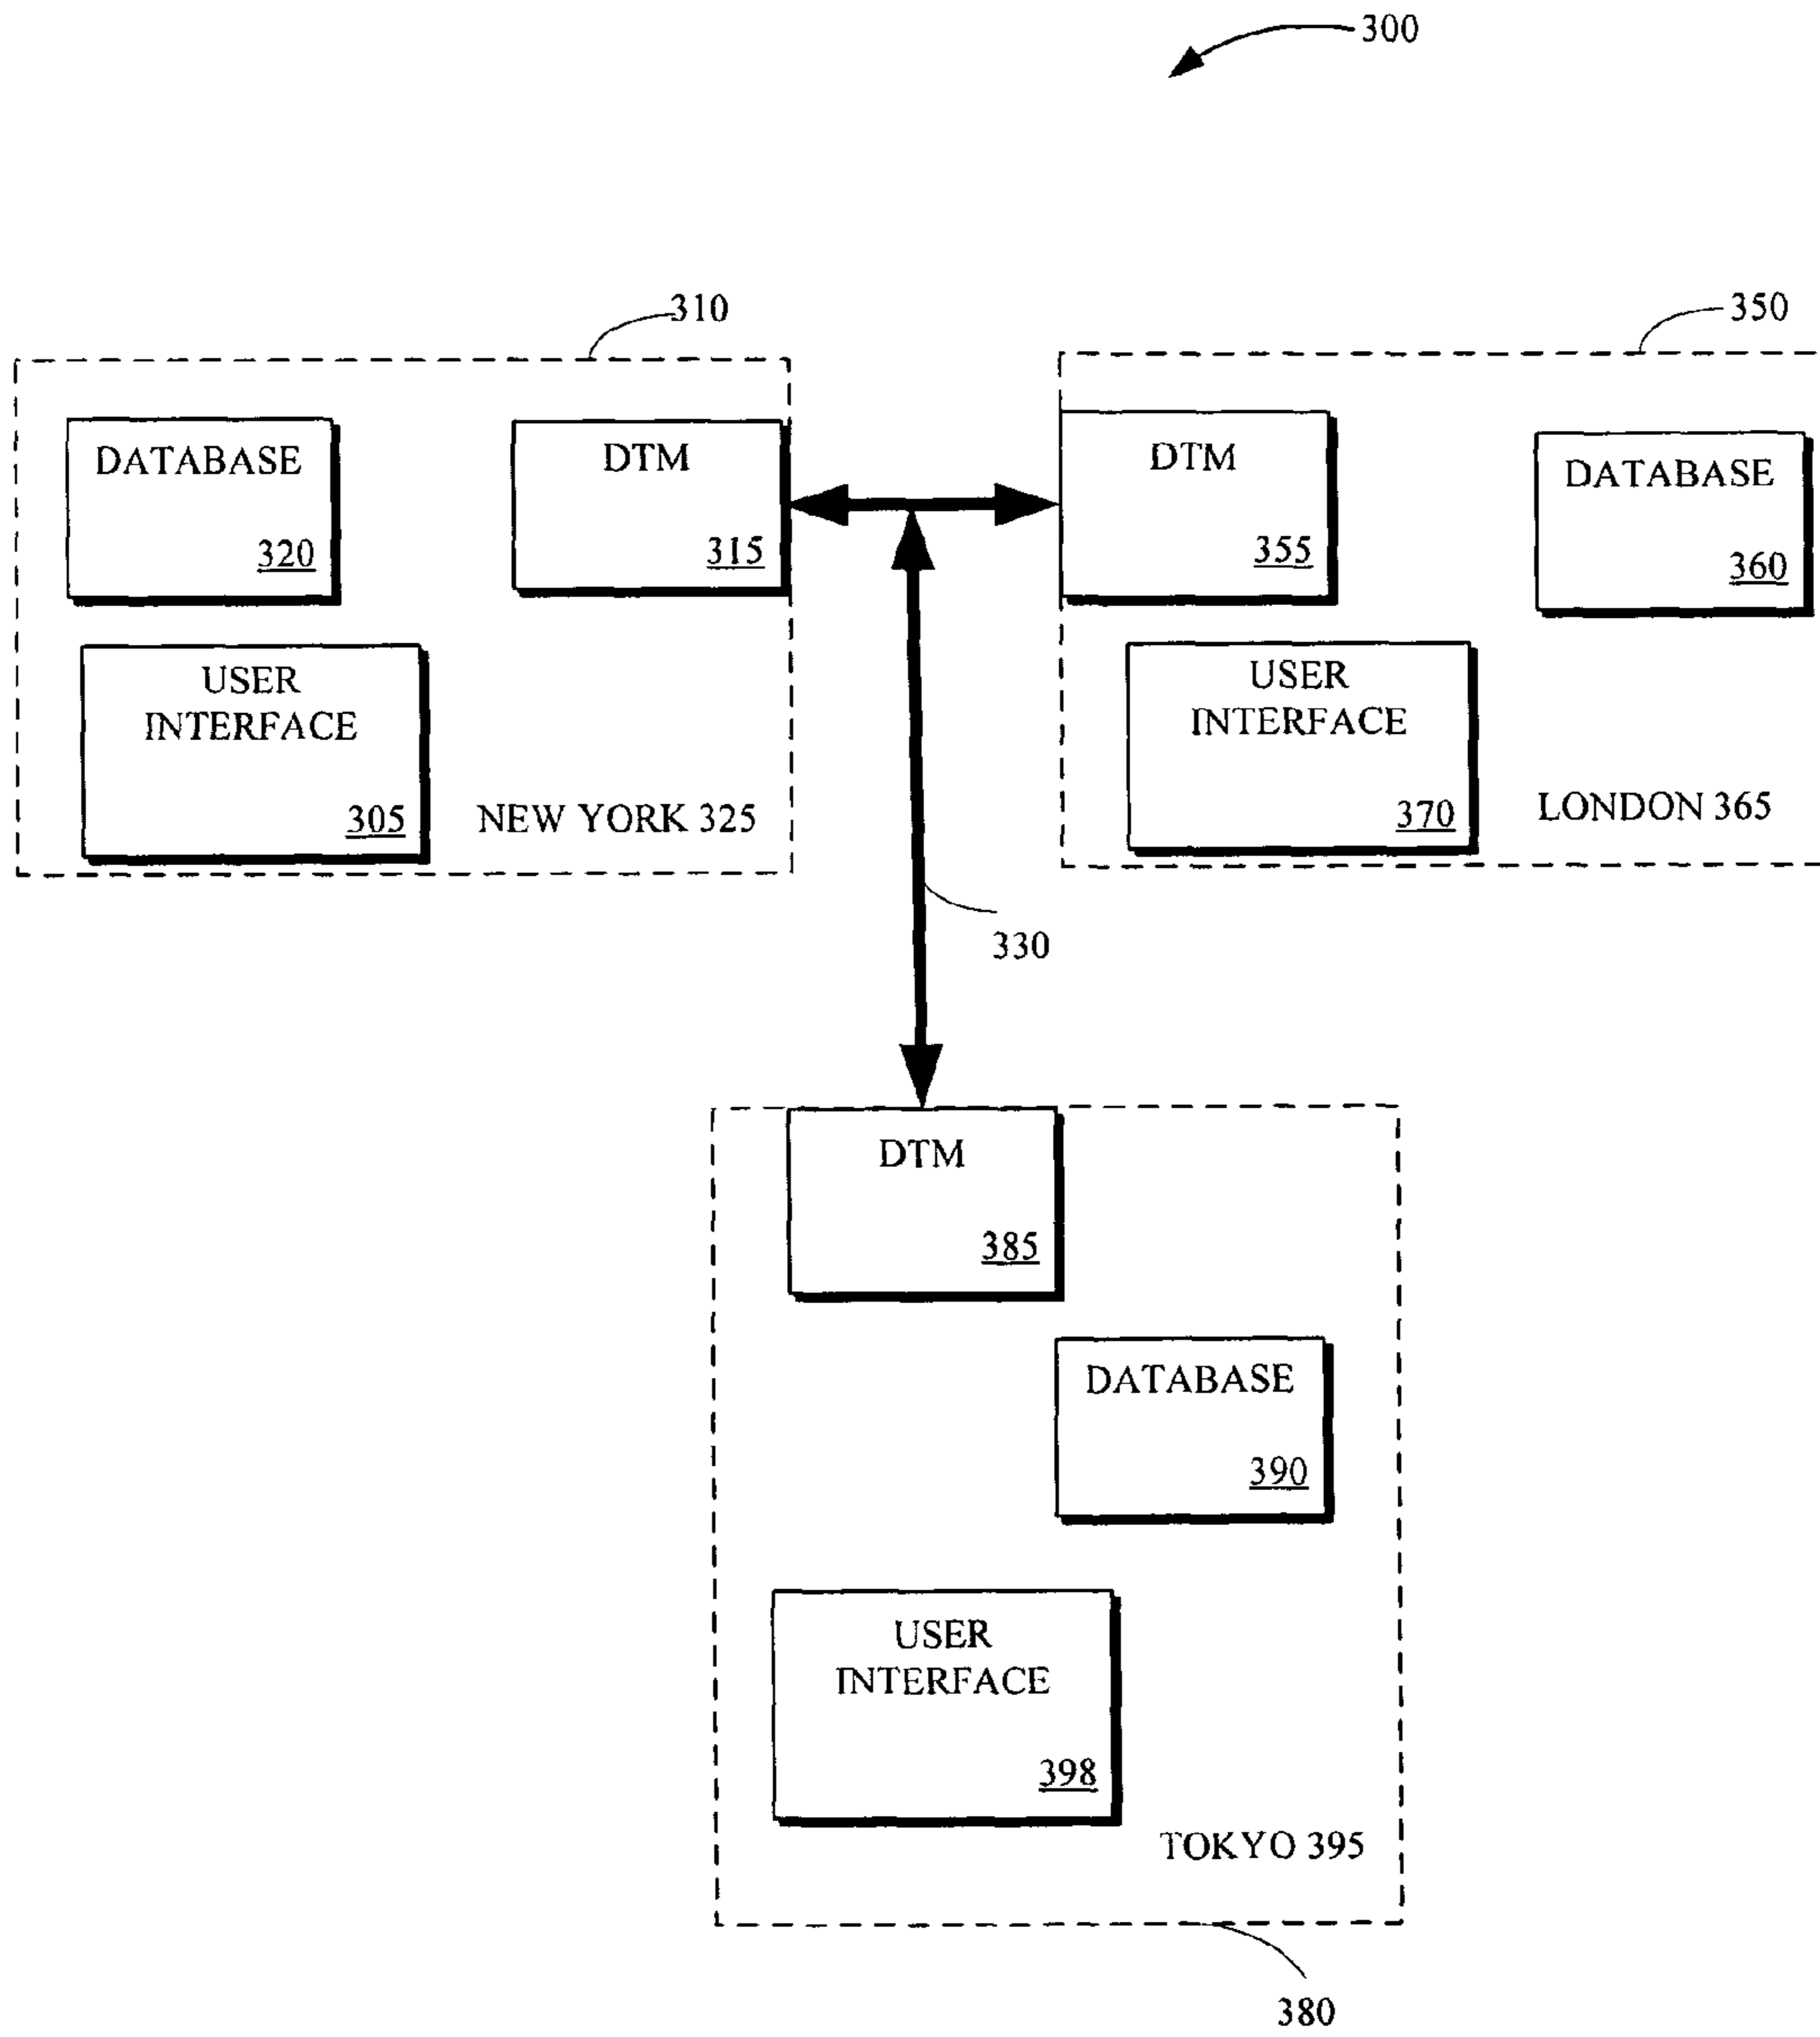 300
310
350
DATABASE
320
DTM
315
DTM
355
DATABASE
360
USER
INTERFACE
305
NEW YORK 325
USER
INTERFACE
370
LONDON 365
330
DTM
385
DATABASE
390
USER
INTERFACE
398
TOKYO 395
380